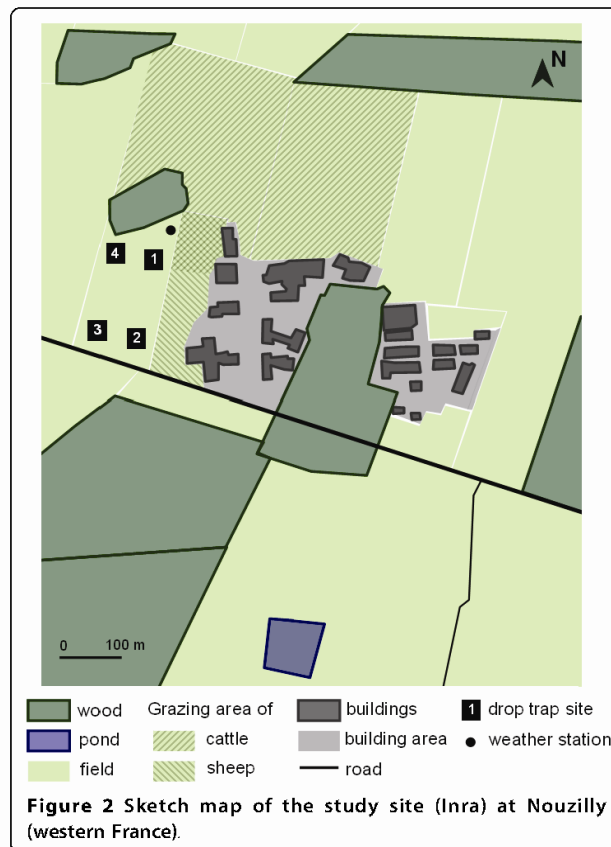 N
4
1
3
2
0 100 m
wood Grazing area of buildings 1 drop trap site
pond cattle building area weather station
field sheep road
Figure 2 Sketch map of the study site (Inra) at Nouzilly
(western France).